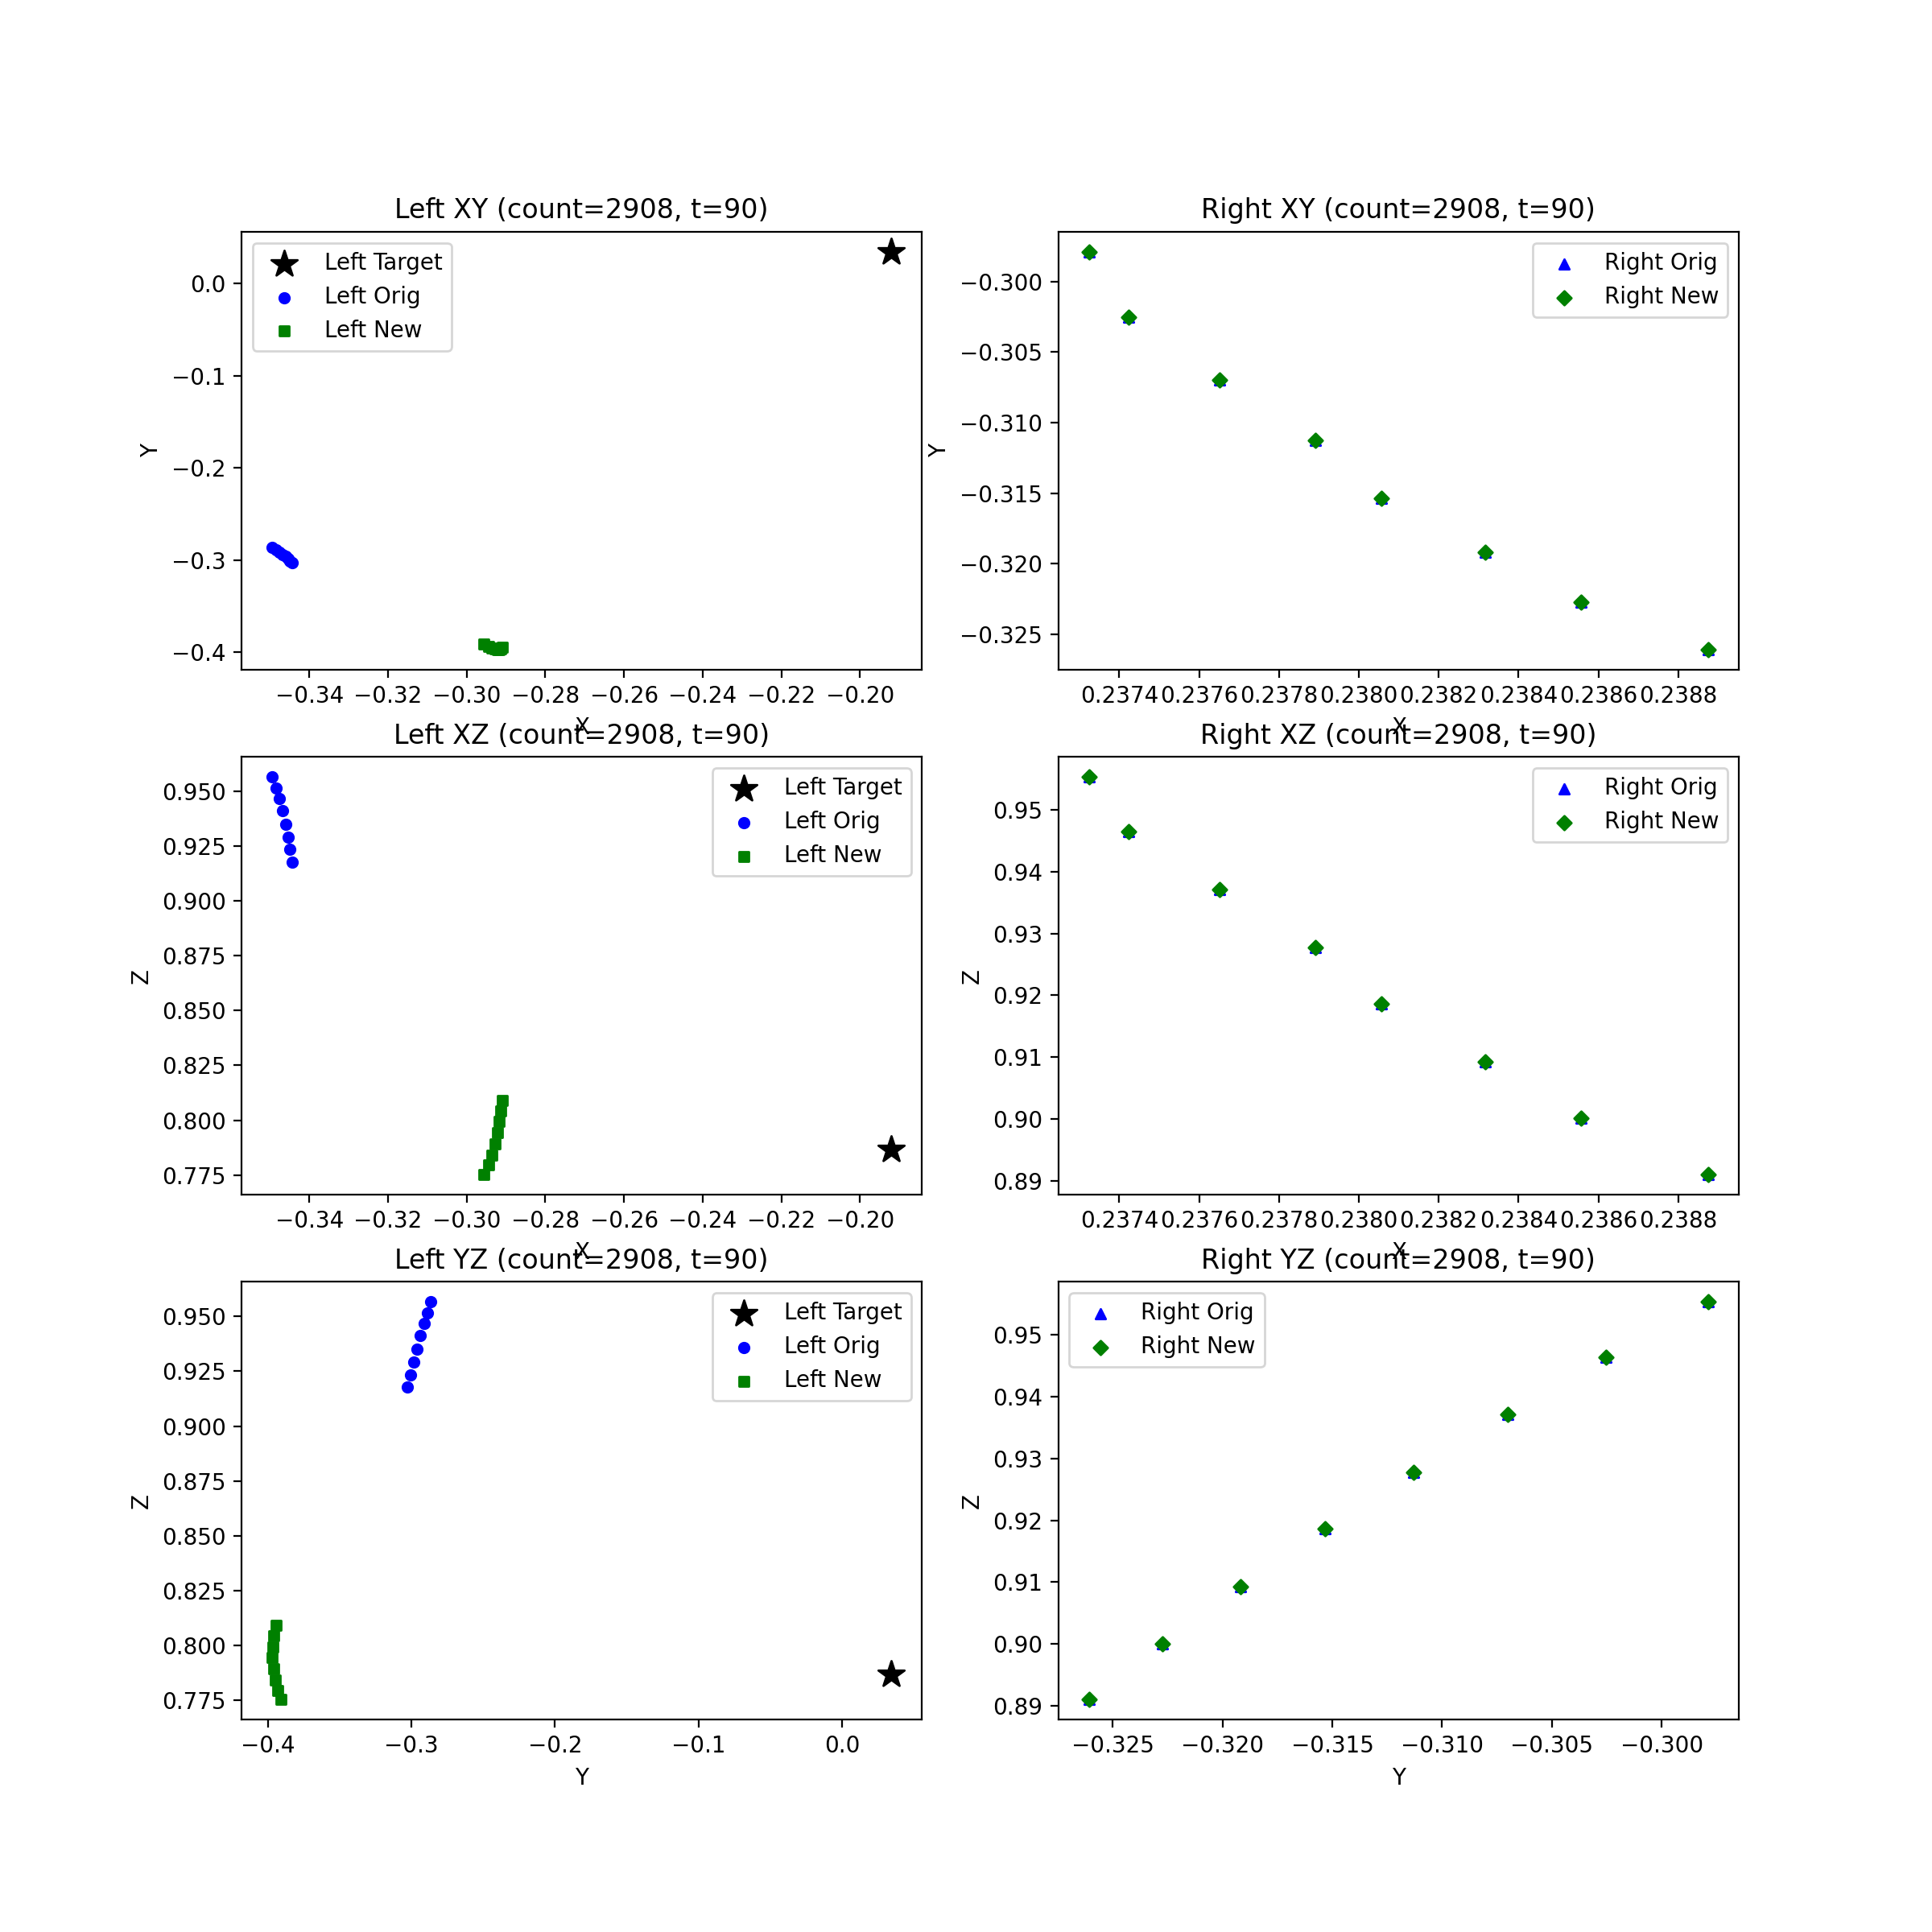 Left XY (count=2908, t=90)
Left Target
Left Orig
Left New
0.0
−0.1
−0.2
−0.3
−0.4
Y
−0.34 −0.32 −0.30 −0.28 −0.26 −0.24 −0.22 −0.20
X
Right XY (count=2908, t=90)
Right Orig
Right New
−0.300
−0.305
−0.310
−0.315
−0.320
−0.325
Y
0.2374 0.2376 0.2378 0.2380 0.2382 0.2384 0.2386 0.2388
X
Left XZ (count=2908, t=90)
Left Target
Left Orig
Left New
0.950
0.925
0.900
0.875
0.850
0.825
0.800
0.775
Z
−0.34 −0.32 −0.30 −0.28 −0.26 −0.24 −0.22 −0.20
X
Right XZ (count=2908, t=90)
Right Orig
Right New
0.95
0.94
0.93
0.92
0.91
0.90
0.89
Z
0.2374 0.2376 0.2378 0.2380 0.2382 0.2384 0.2386 0.2388
X
Left YZ (count=2908, t=90)
Left Target
Left Orig
Left New
0.950
0.925
0.900
0.875
0.850
0.825
0.800
0.775
Z
−0.4 −0.3 −0.2 −0.1 0.0
Y
Right YZ (count=2908, t=90)
Right Orig
Right New
0.95
0.94
0.93
0.92
0.91
0.90
0.89
Z
−0.325 −0.320 −0.315 −0.310 −0.305 −0.300
Y